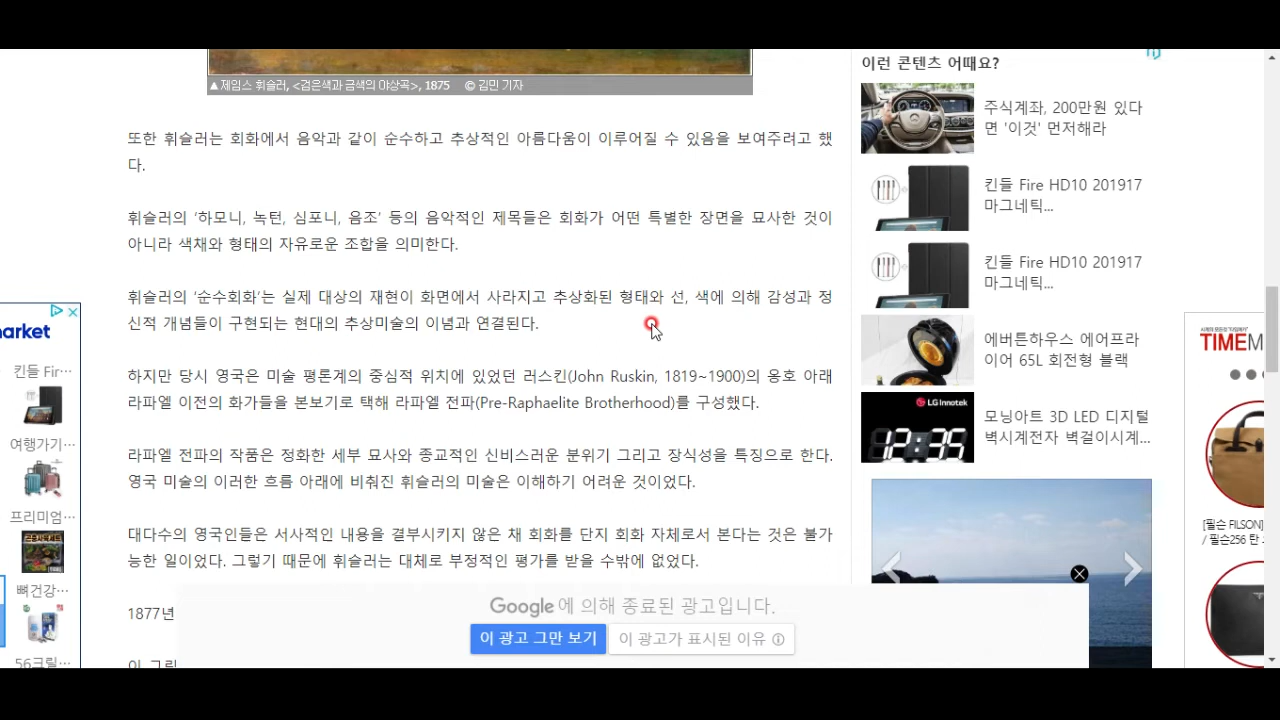 ▲제임스 휘슬러, <검은색과 금색의 야상곡>, 1875 © 김민 기자
또한 휘슬러는 회화에서 음악과 같이 순수하고 추상적인 아름다움이 이루어질 수 있음을 보여주려고 했
다.
휘슬러의 '하모니, 녹턴, 심포니, 음조' 등의 음악적인 제목들은 회화가 어떤 특별한 장면을 묘사한 것이
아니라 색채와 형태의 자유로운 조합을 의미한다.
휘슬러의 '순수회화'는 실제 대상의 재현이 화면에서 사라지고 추상화된 형태와 선, 색에 의해 감성과 정
신적 개념들이 구현되는 현대의 추상미술의 이념과 연결된다.
하지만 당시 영국은 미술 평론계의 중심적 위치에 있었던 러스킨(John Ruskin, 1819~1900)의 옹호 아래
라파엘 이전의 화가들을 본보기로 택해 라파엘 전파(Pre-Raphaelite Brotherhood)를 구성했다.
라파엘 전파의 작품은 정화한 세부 묘사와 종교적인 신비스러운 분위기 그리고 장식성을 특징으로 한다.
영국 미술의 이러한 흐름 아래에 비춰진 휘슬러의 미술은 이해하기 어려운 것이었다.
대다수의 영국인들은 서사적인 내용을 결부시키지 않은 채 회화를 단지 회화 자체로서 본다는 것은 불가
능한 일이었다. 그렇기 때문에 휘슬러는 대체로 부정적인 평가를 받을 수밖에 없었다.
1877년
이 그림
Google에 의해 종료된 광고입니다.
이 광고 그만 보기
이 광고가 표시된 이유 ⓘ
arket
킨들 Fir…
여행가기…
프리미엄…
뼈건강…
56크릴…
이런 콘텐츠 어때요?
주식계좌, 200만원 있다
면 '이것' 먼저해라
킨들 Fire HD10 201917
마그네틱...
킨들 Fire HD10 201917
마그네틱...
에버튼하우스 에어프라
이어 65L 회전형 블랙
LG Innotek
12:35
모닝아트 3D LED 디지털
벽시계전자 벽걸이시계...
TIMEM
[필슨 FILSON]
/ 필슨256 탄